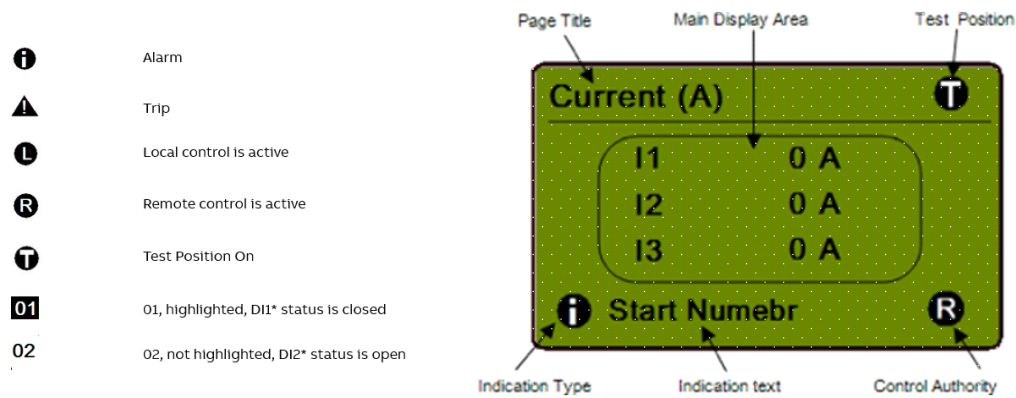 i Alarm
! Trip
L Local control is active
R Remote control is active
T Test Position On
01 01, highlighted, DI1* status is closed
02 02, not highlighted, DI2* status is open
Page Title Main Display Area Test Position
Current (A) T
I1 0 A
I2 0 A
I3 0 A
i Start Numebr R
Indication Type Indication text Control Authority